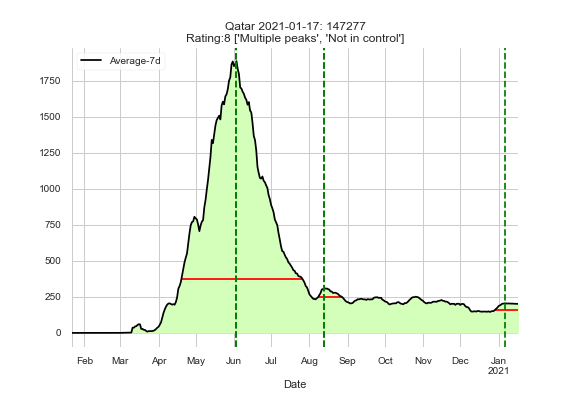 Qatar 2021-01-17: 147277
Rating:8 ['Multiple peaks', 'Not in control']
Average-7d
1750
1500
1250
1000
750
500
250
0
Feb Mar Apr May Jun Jul Aug Sep Oct Nov Dec Jan
2021
Date